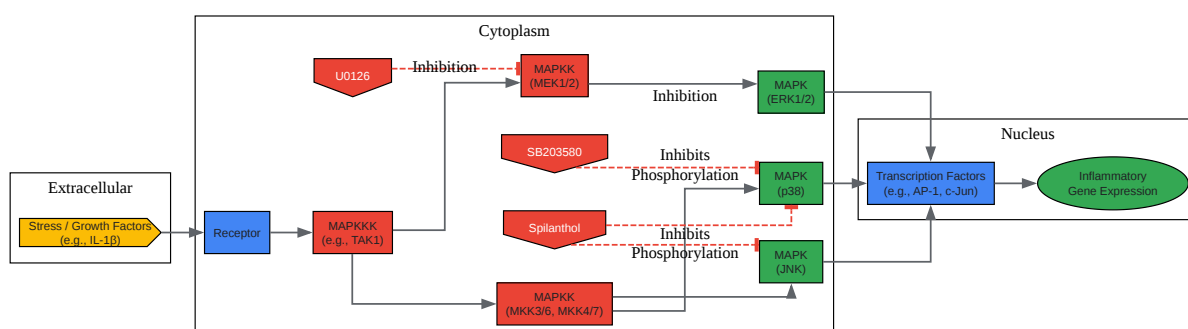 Cytoplasm
U0126
Inhibition
MAPKK
(MEK1/2)
Inhibition
MAPK
(ERK1/2)
Nucleus
SB203580
Inhibits
Phosphorylation
MAPK
(p38)
Transcription Factors
(e.g., AP-1, c-Jun)
Inflammatory
Gene Expression
Extracellular
Stress / Growth Factors
(e.g., IL-1β)
Receptor
MAPKKK
(e.g., TAK1)
Spilanthol
Inhibits
Phosphorylation
MAPK
(JNK)
MAPKK
(MKK3/6, MKK4/7)